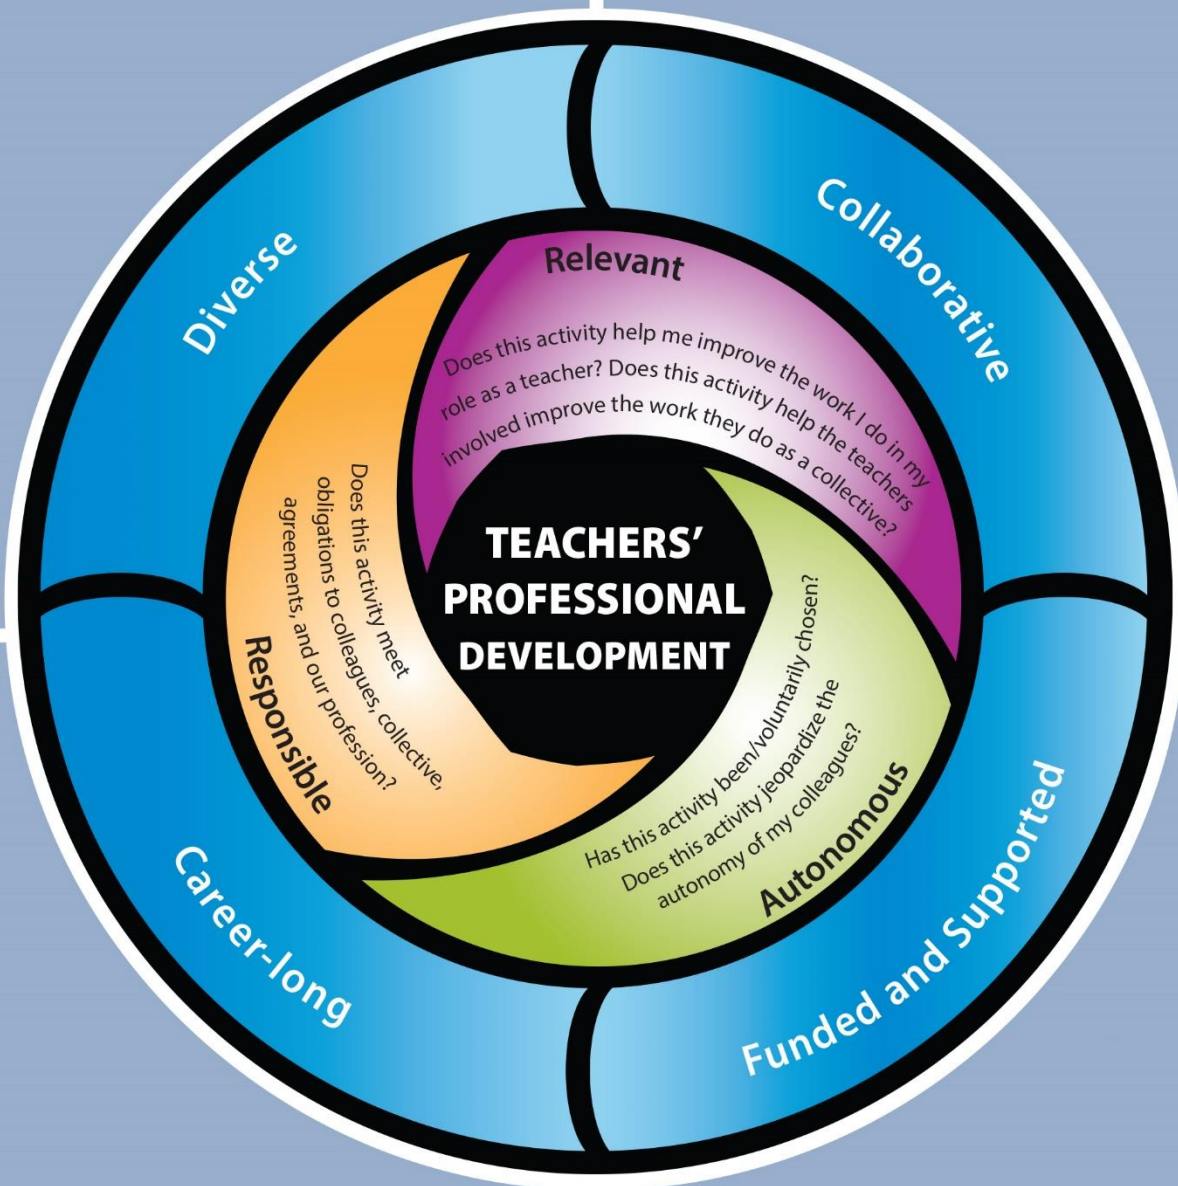 Diverse
Collaborative
Relevant
Does this activity help me improve the work I do in my
role as a teacher? Does this activity help the teachers
involved improve the work they do as a collective?
TEACHERS’
PROFESSIONAL
DEVELOPMENT
Does this activity meet
obligations to colleagues, collective,
agreements, and our profession?
Responsible
Has this activity been/voluntarily chosen?
Does this activity jeopardize the
autonomy of my colleagues?
Autonomous
Career-long
Funded and Supported